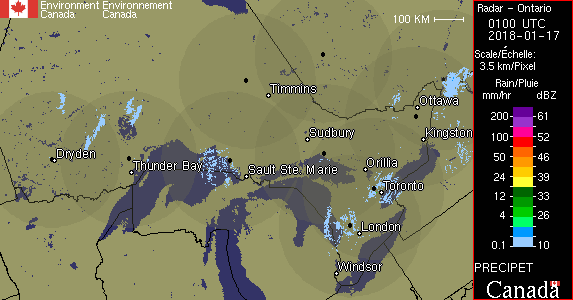 Environment Environnement
Canada Canada
100 KM
Timmins
Ottawa
Sudbury
Kingston
Dryden
Thunder Bay
Sault Ste. Marie
Orillia
Toronto
London
Windsor
Radar - Ontario
0100 UTC
2018-01-17
Scale/Échelle:
3.5 km/Pixel
Rain/Pluie
mm/hr dBZ
200 61
100 57
100 52
50 46
24 39
12 33
4 26
0.1 10
PRECIPET
Canada